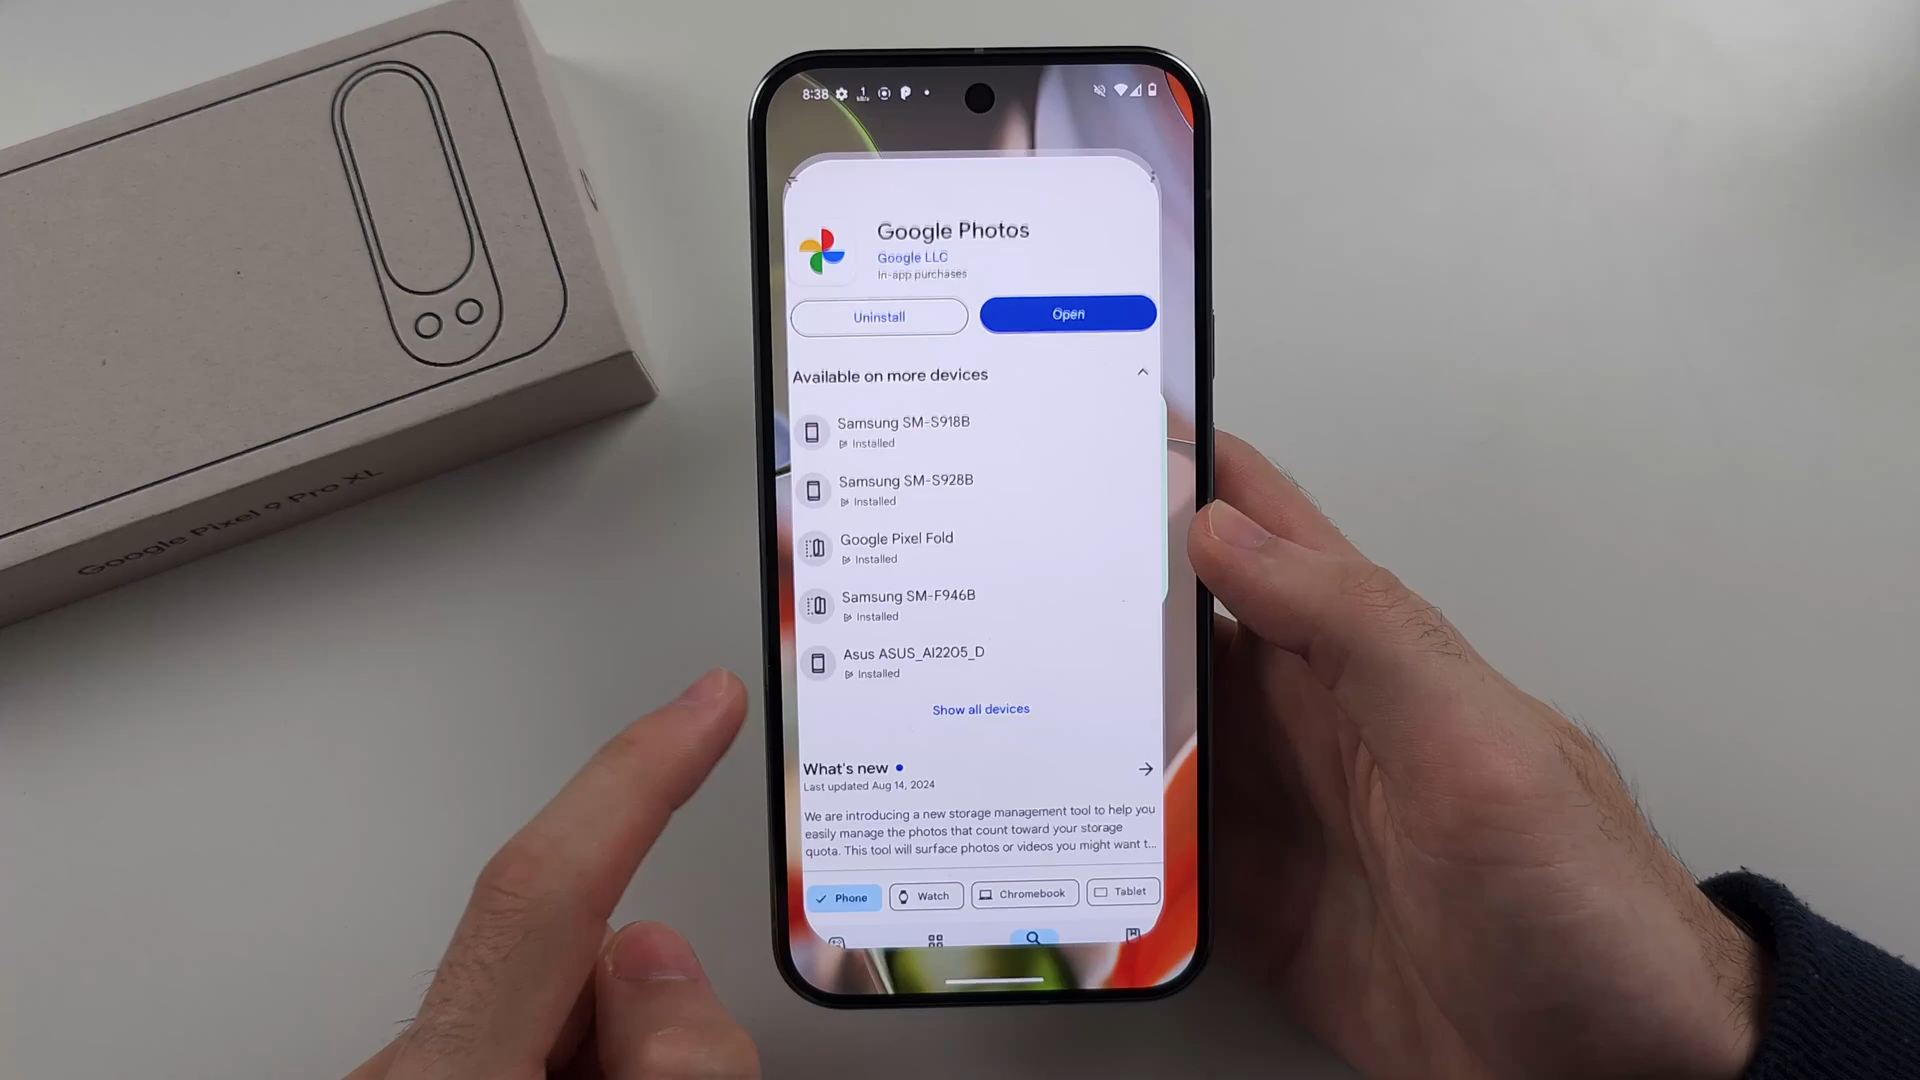 8:38
Google Photos
Google LLC
In-app purchases
Uninstall
Open
Available on more devices
Samsung SM-S918B
Installed
Samsung SM-S928B
Installed
Google Pixel Fold
Installed
Samsung SM-F946B
Installed
Asus ASUS_AI2205_D
Installed
Show all devices
What's new
Last updated Aug 14, 2024
We are introducing a new storage management tool to help you
easily manage the photos that count toward your storage
quota. This tool will surface photos or videos you might want t...
Phone
Watch
Chromebook
Tablet
Google Pixel 9 Pro XL